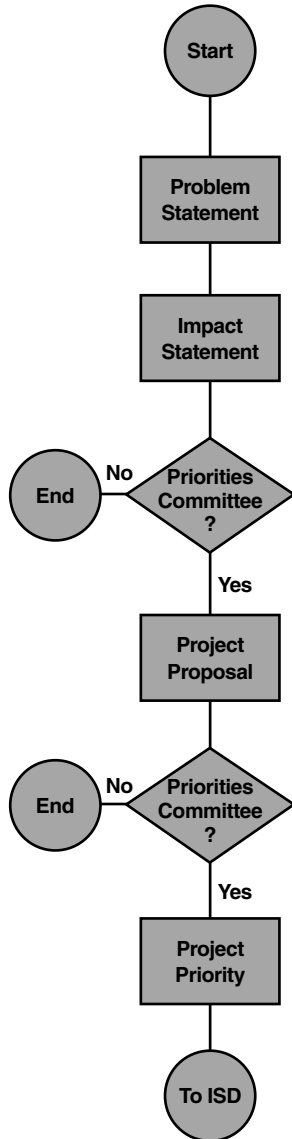 Start
Problem
Statement
Impact
Statement
No
Priorities
Committee
?
End
Yes
Project
Proposal
No
Priorities
Committee
?
End
Yes
Project
Priority
To ISD